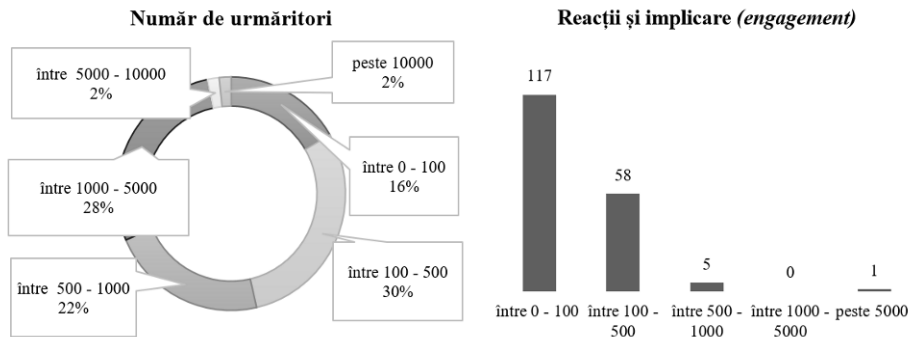 Număr de urmăritori
între 5000 - 10000
2%
peste 10000
2%
între 0 - 100
16%
între 1000 - 5000
28%
între 100 - 500
30%
între 500 - 1000
22%
Reacții și implicare (engagement)
117
58
5
0
1
între 0 - 100
între 100 -
500
între 500 -
1000
între 1000 -
5000
peste 5000